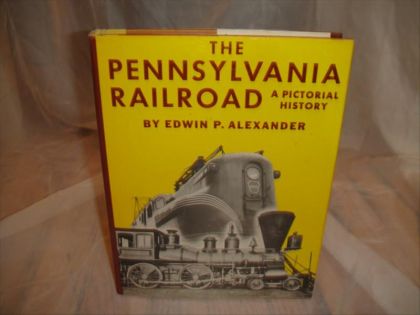 THE
PENNSYLVANIA
RAILROAD A PICTORIAL
HISTORY
BY EDWIN P. ALEXANDER